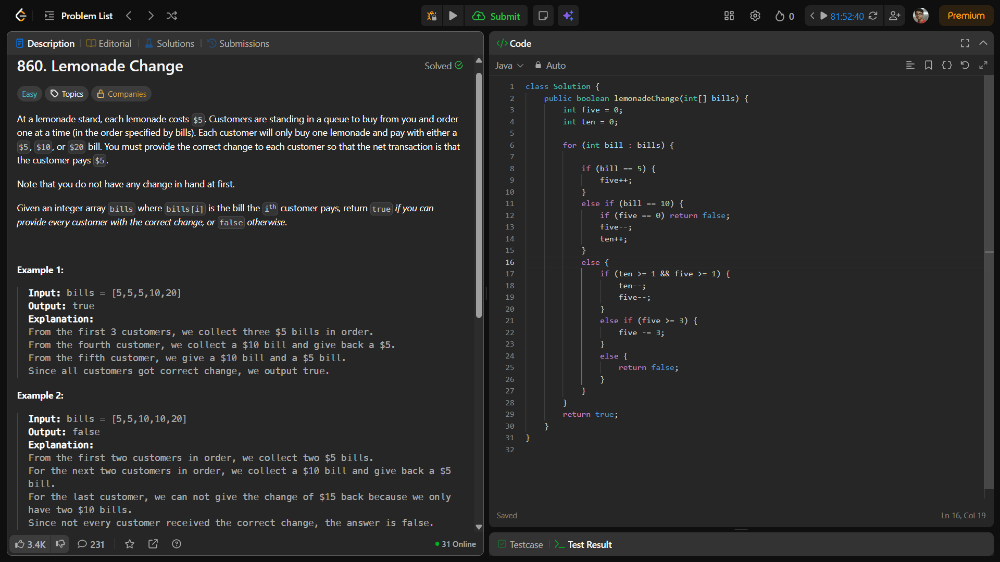 Problem List
Submit
0
81:52:40
Premium
Description
Editorial
Solutions
Submissions
860. Lemonade Change
Solved
Easy
Topics
Companies
At a lemonade stand, each lemonade costs $5. Customers are standing in a queue to buy from you and order
one at a time (in the order specified by bills). Each customer will only buy one lemonade and pay with either a
$5, $10, or $20 bill. You must provide the correct change to each customer so that the net transaction is that
the customer pays $5.
Note that you do not have any change in hand at first.
Given an integer array bills where bills[i] is the bill the ith customer pays, return true if you can
provide every customer with the correct change, or false otherwise.
Example 1:
Input: bills = [5,5,5,10,20]
Output: true
Explanation:
From the first 3 customers, we collect three $5 bills in order.
From the fourth customer, we collect a $10 bill and give back a $5.
From the fifth customer, we give a $10 bill and a $5 bill.
Since all customers got correct change, we output true.
Example 2:
Input: bills = [5,5,10,10,20]
Output: false
Explanation:
From the first two customers in order, we collect two $5 bills.
For the next two customers in order, we collect a $10 bill and give back a $5
bill.
For the last customer, we can not give the change of $15 back because we only
have two $10 bills.
Since not every customer received the correct change, the answer is false.
3.4K
231
31 Online
</> Code
Java
Auto
1 class Solution {
2 public boolean lemonadeChange(int[] bills) {
3 int five = 0;
4 int ten = 0;
5
6 for (int bill : bills) {
7
8 if (bill == 5) {
9 five++;
10 }
11 else if (bill == 10) {
12 if (five == 0) return false;
13 five--;
14 ten++;
15 }
16 else {
17 if (ten >= 1 && five >= 1) {
18 ten--;
19 five--;
20 }
21 else if (five >= 3) {
22 five -= 3;
23 }
24 else {
25 return false;
26 }
27 }
28 }
29 return true;
30 }
31 }
32
Saved
Ln 16, Col 19
Testcase
Test Result